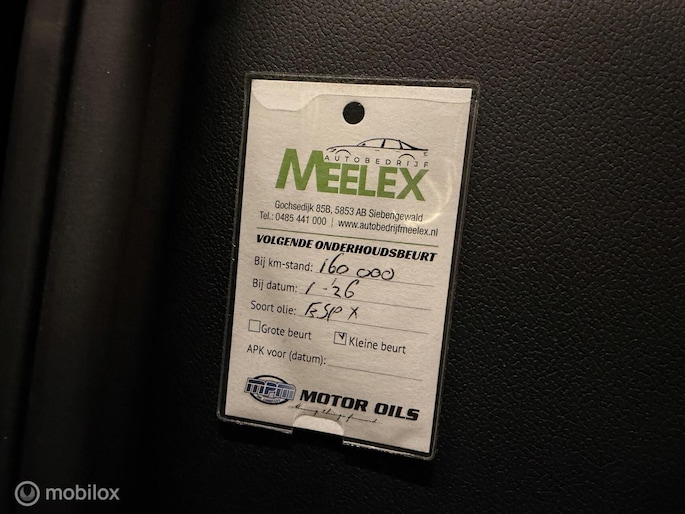 AUTOBEDRIJF
MEELEX
Gochsedijk 85B, 5853 AB Siebengewald
Tel.: 0485 441 000 | www.autobedrijfmeelex.nl
VOLGENDE ONDERHOUDSBEURT
Bij km-stand: 160 000
Bij datum: 1-'26
Soort olie: ESP X
Grote beurt Kleine beurt
APK voor (datum):
MPM MOTOR OILS
mobilox